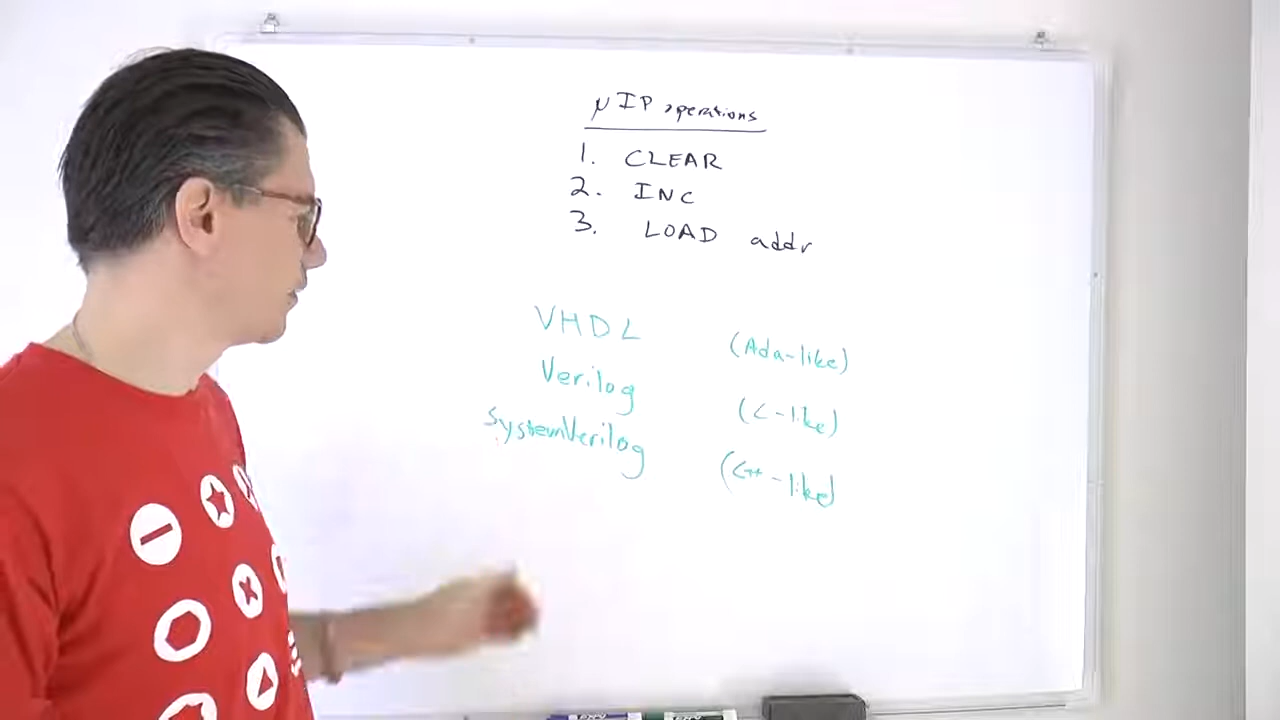 μIP operations
1. CLEAR
2. INC
3. LOAD addr
VHDL (Ada-like)
Verilog (C-like)
SystemVerilog (C++-like)